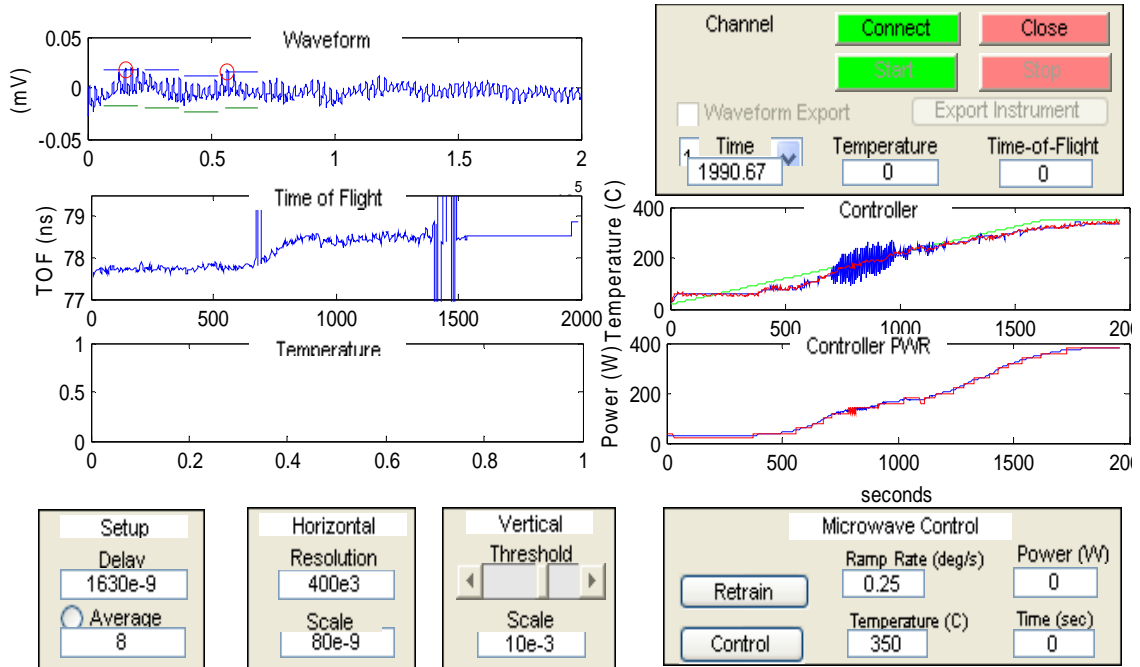 Waveform
0.05
0
-0.05
(mV)
0 0.5 1 1.5 2
5
Time of Flight
79
78
77
TOF (ns)
0 500 1000 1500 2000
Temperature
1
0.5
0
0 0.2 0.4 0.6 0.8 1
Channel
Connect Close
Start Stop
Waveform Export Export Instrument
1 Time Temperature Time-of-Flight
1990.67 0 0
Controller
400
200
0
Temperature (C)
0 500 1000 1500 200
Controller PWR
400
200
0
Power (W)
0 500 1000 1500 200
seconds
Setup
Delay
1630e-9
Average
8
Horizontal
Resolution
400e3
Scale
80e-9
Vertical
Threshold
Scale
10e-3
Microwave Control
Ramp Rate (deg/s) Power (W)
Retrain 0.25 0
Temperature (C) Time (sec)
Control 350 0